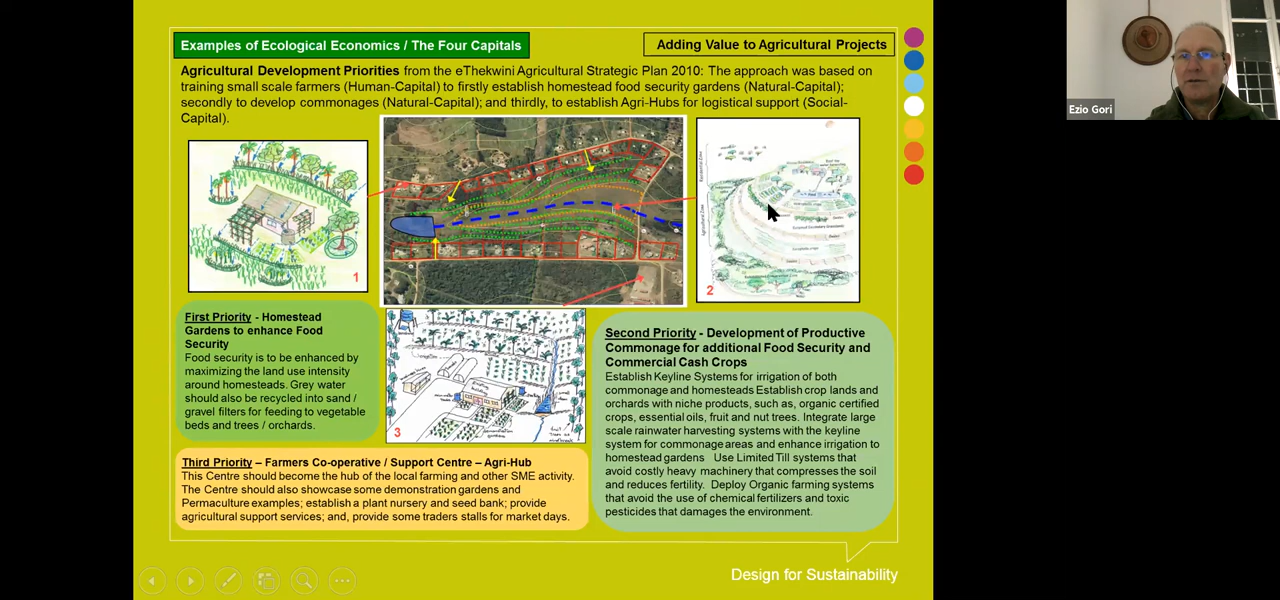 Examples of Ecological Economics / The Four Capitals
Adding Value to Agricultural Projects
Agricultural Development Priorities from the eThekwini Agricultural Strategic Plan 2010: The approach was based on
training small scale farmers (Human-Capital) to firstly establish homestead food security gardens (Natural-Capital);
secondly to develop commonages (Natural-Capital); and thirdly, to establish Agri-Hubs for logistical support (Social-
Capital).
Ezio Gori
1
2
3
First Priority - Homestead
Gardens to enhance Food
Security
Food security is to be enhanced by
maximizing the land use intensity
around homesteads. Grey water
should also be recycled into sand /
gravel filters for feeding to vegetable
beds and trees / orchards.
Second Priority - Development of Productive
Commonage for additional Food Security and
Commercial Cash Crops
Establish Keyline Systems for irrigation of both
commonage and homesteads Establish crop lands and
orchards with niche products, such as, organic certified
crops, essential oils, fruit and nut trees. Integrate large
scale rainwater harvesting systems with the keyline
system for commonage areas and enhance irrigation to
homestead gardens Use Limited Till systems that
avoid costly heavy machinery that compresses the soil
and reduces fertility. Deploy Organic farming systems
that avoid the use of chemical fertilizers and toxic
pesticides that damages the environment.
Third Priority – Farmers Co-operative / Support Centre – Agri-Hub
This Centre should become the hub of the local farming and other SME activity.
The Centre should also showcase some demonstration gardens and
Permaculture examples; establish a plant nursery and seed bank; provide
agricultural support services; and, provide some traders stalls for market days.
Design for Sustainability